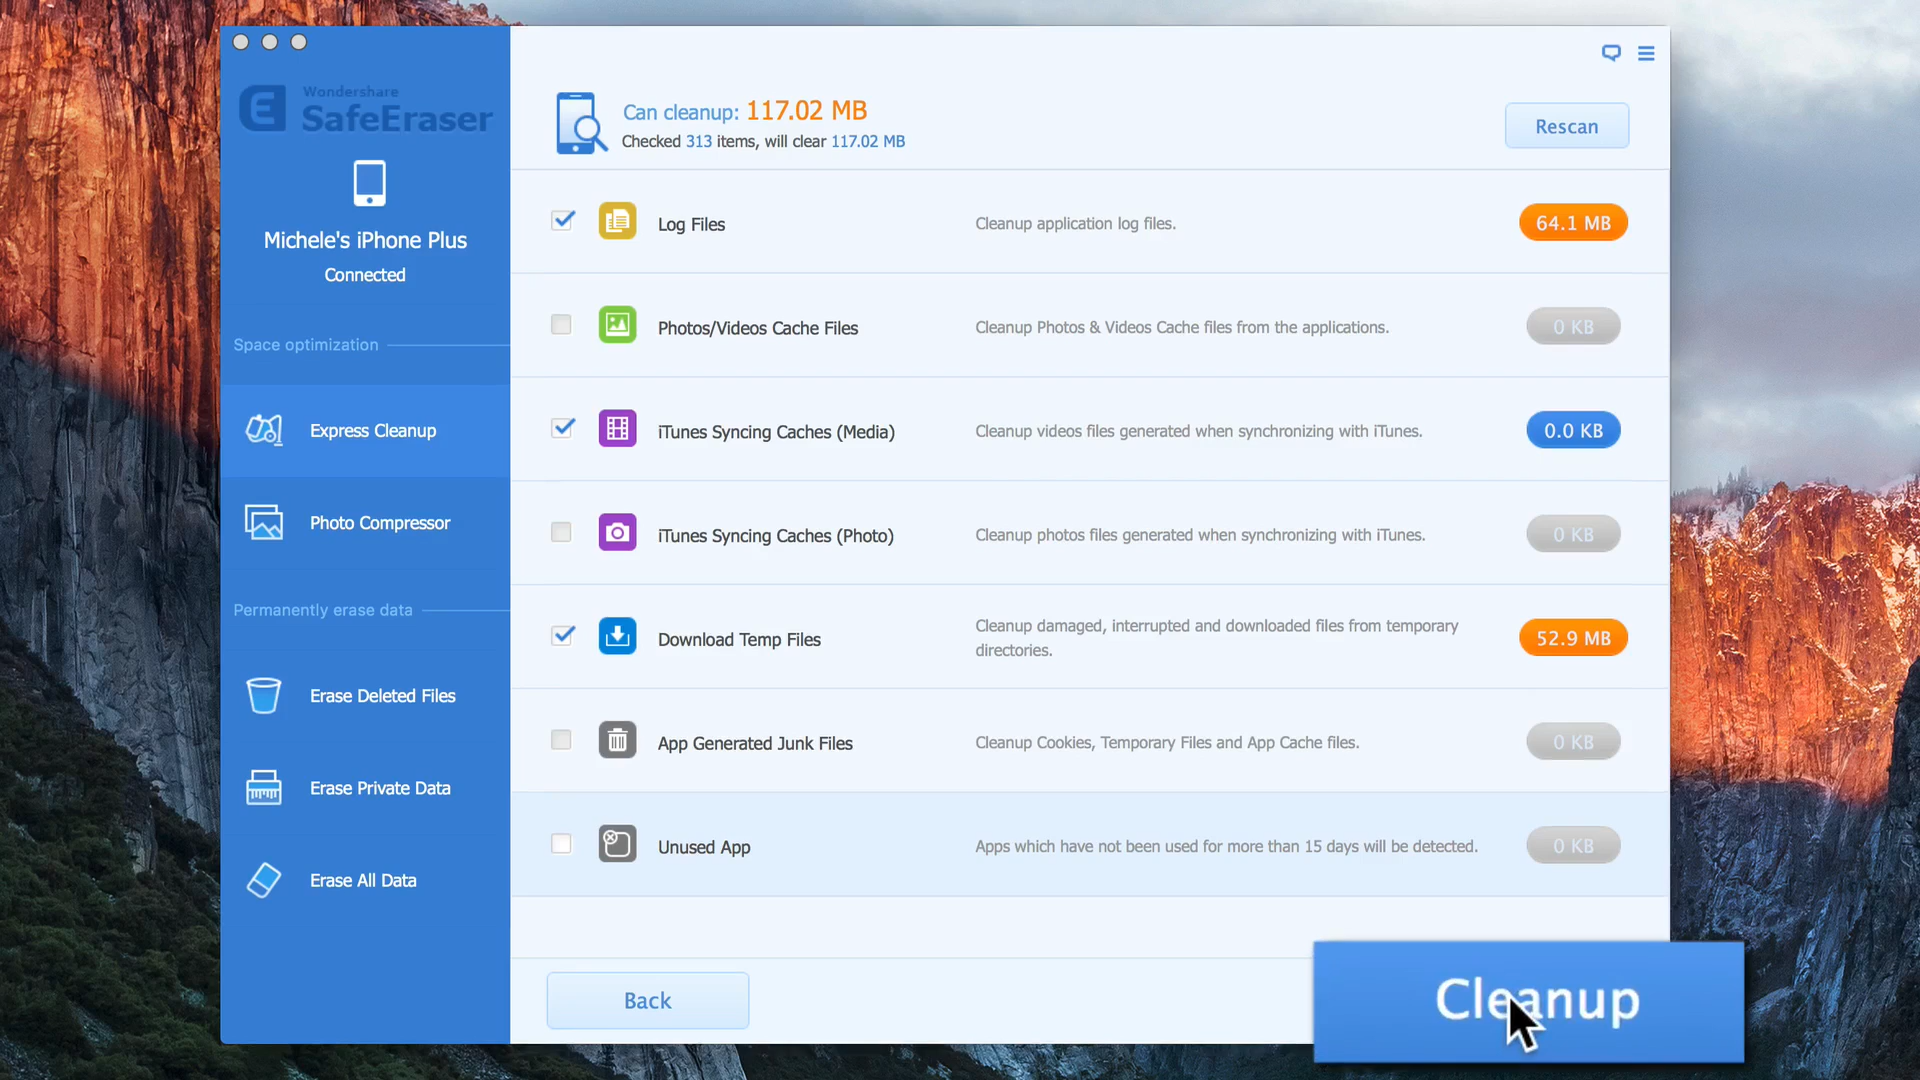 Wondershare
SafeEraser
Michele's iPhone Plus
Connected
Space optimization
Express Cleanup
Photo Compressor
Permanently erase data
Erase Deleted Files
Erase Private Data
Erase All Data
Can cleanup: 117.02 MB
Checked 313 items, will clear 117.02 MB
Rescan
Log Files Cleanup application log files. 64.1 MB
Photos/Videos Cache Files Cleanup Photos & Videos Cache files from the applications. 0 KB
iTunes Syncing Caches (Media) Cleanup videos files generated when synchronizing with iTunes. 0.0 KB
iTunes Syncing Caches (Photo) Cleanup photos files generated when synchronizing with iTunes. 0 KB
Download Temp Files Cleanup damaged, interrupted and downloaded files from temporary
directories. 52.9 MB
App Generated Junk Files Cleanup Cookies, Temporary Files and App Cache files. 0 KB
Unused App Apps which have not been used for more than 15 days will be detected. 0 KB
Back
Cleanup